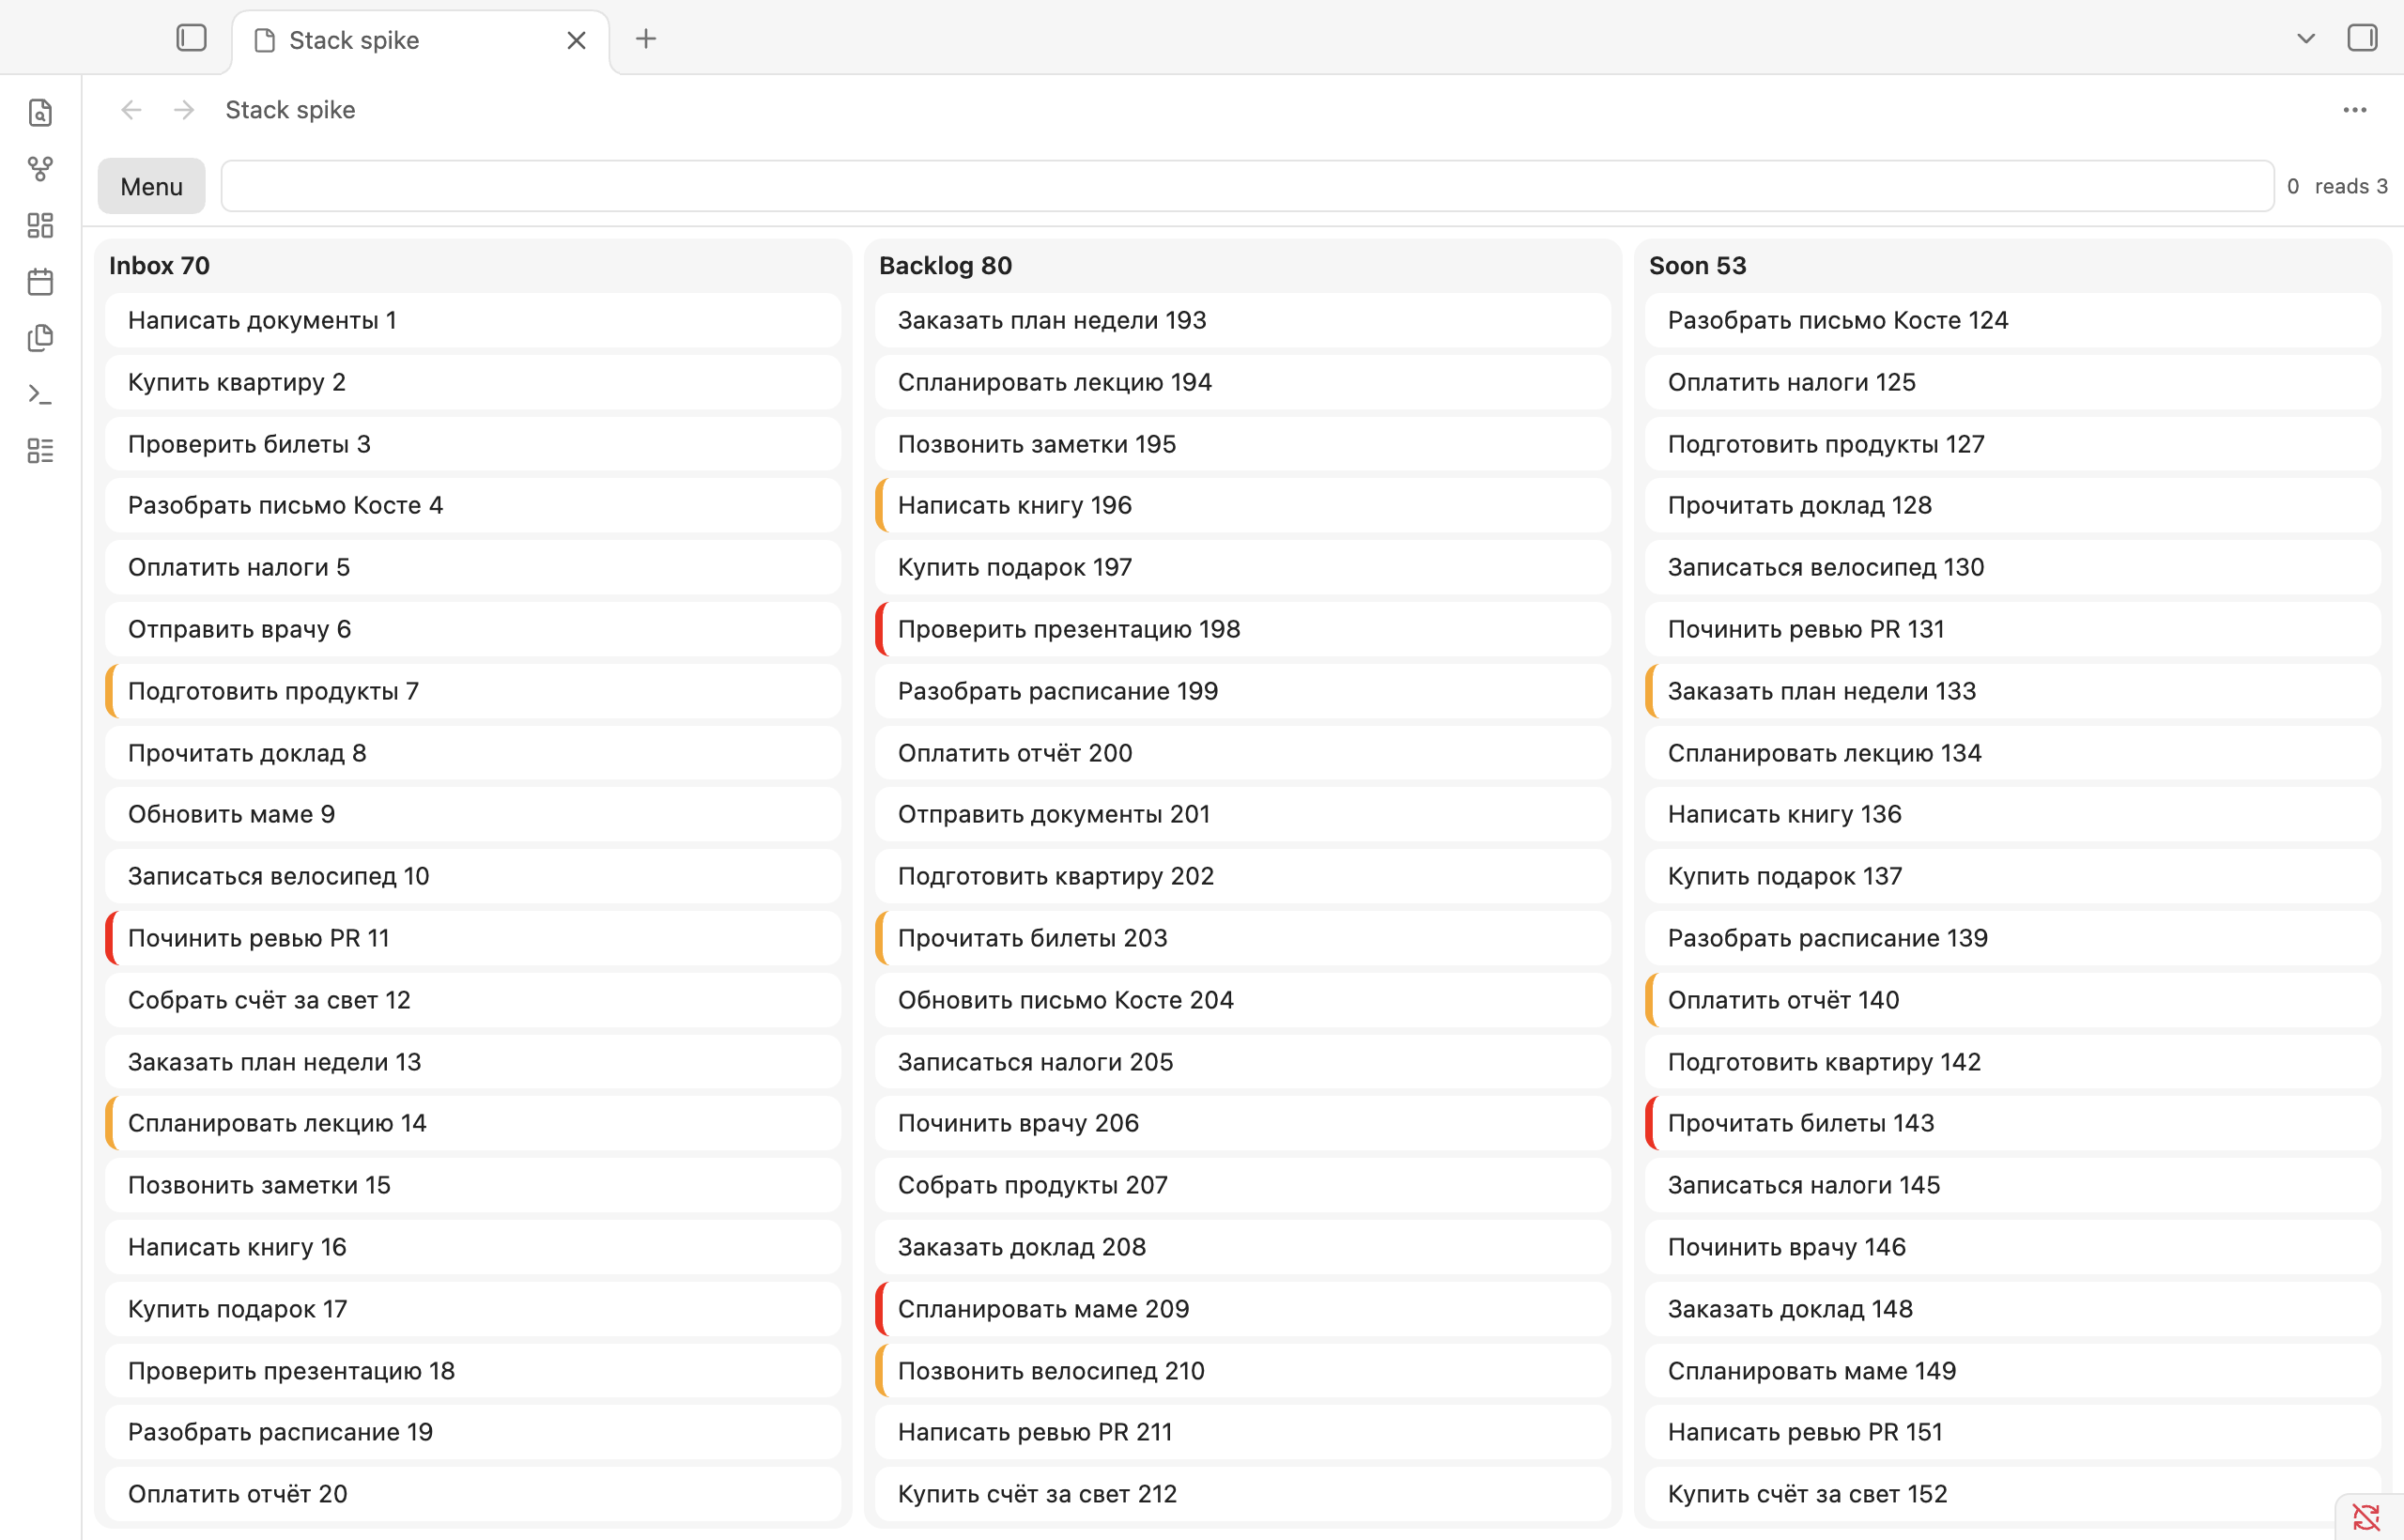 Stack spike
Stack spike
Menu
0 reads 3
Inbox 70
Написать документы 1
Купить квартиру 2
Проверить билеты 3
Разобрать письмо Косте 4
Оплатить налоги 5
Отправить врачу 6
Подготовить продукты 7
Прочитать доклад 8
Обновить маме 9
Записаться велосипед 10
Починить ревью PR 11
Собрать счёт за свет 12
Заказать план недели 13
Спланировать лекцию 14
Позвонить заметки 15
Написать книгу 16
Купить подарок 17
Проверить презентацию 18
Разобрать расписание 19
Оплатить отчёт 20
Backlog 80
Заказать план недели 193
Спланировать лекцию 194
Позвонить заметки 195
Написать книгу 196
Купить подарок 197
Проверить презентацию 198
Разобрать расписание 199
Оплатить отчёт 200
Отправить документы 201
Подготовить квартиру 202
Прочитать билеты 203
Обновить письмо Косте 204
Записаться налоги 205
Починить врачу 206
Собрать продукты 207
Заказать доклад 208
Спланировать маме 209
Позвонить велосипед 210
Написать ревью PR 211
Купить счёт за свет 212
Soon 53
Разобрать письмо Косте 124
Оплатить налоги 125
Подготовить продукты 127
Прочитать доклад 128
Записаться велосипед 130
Починить ревью PR 131
Заказать план недели 133
Спланировать лекцию 134
Написать книгу 136
Купить подарок 137
Разобрать расписание 139
Оплатить отчёт 140
Подготовить квартиру 142
Прочитать билеты 143
Записаться налоги 145
Починить врачу 146
Заказать доклад 148
Спланировать маме 149
Написать ревью PR 151
Купить счёт за свет 152